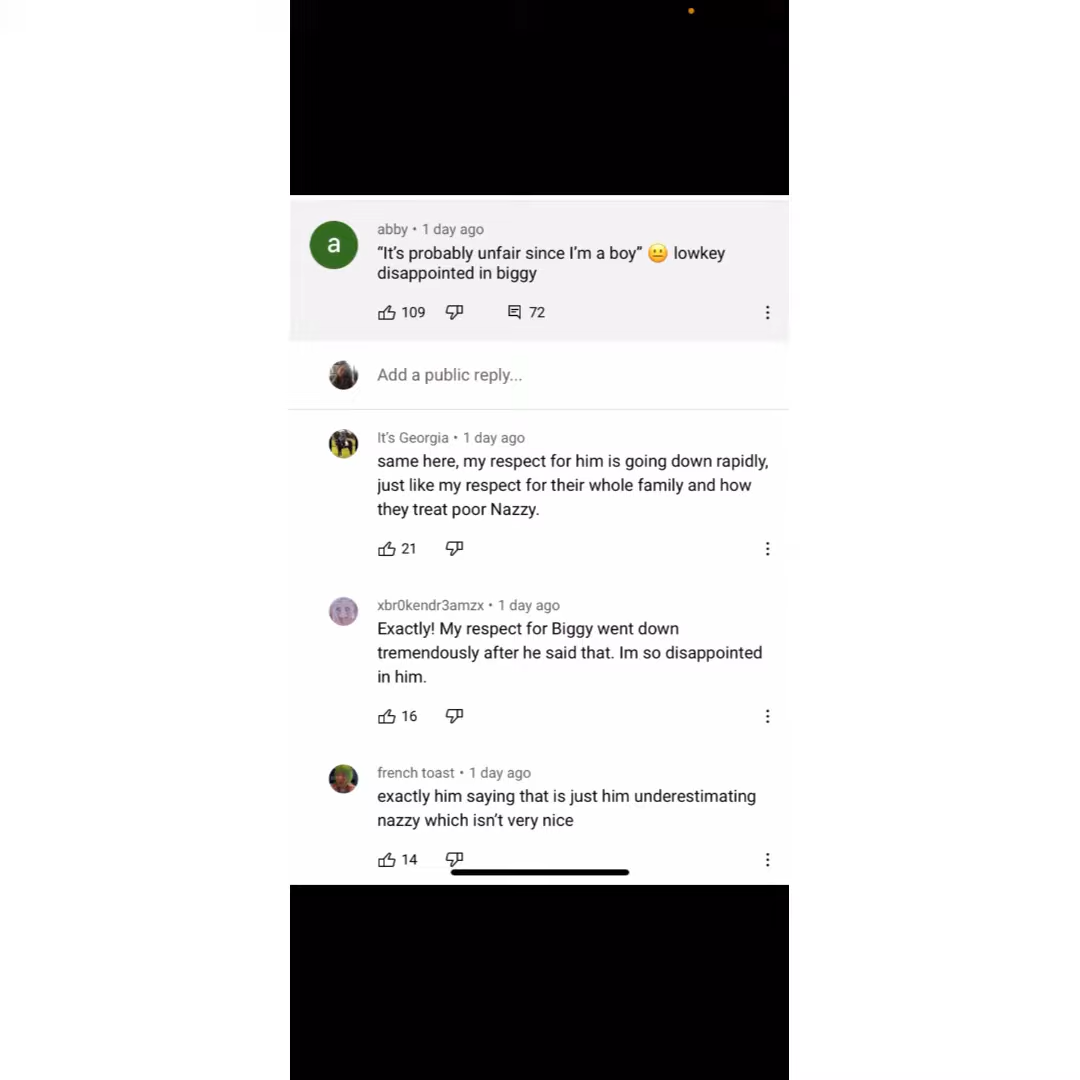 a
abby • 1 day ago
“It’s probably unfair since I’m a boy” 😐 lowkey
disappointed in biggy
109
72
Add a public reply...
It's Georgia • 1 day ago
same here, my respect for him is going down rapidly,
just like my respect for their whole family and how
they treat poor Nazzy.
21
xbr0kendr3amzx • 1 day ago
Exactly! My respect for Biggy went down
tremendously after he said that. Im so disappointed
in him.
16
french toast • 1 day ago
exactly him saying that is just him underestimating
nazzy which isn’t very nice
14